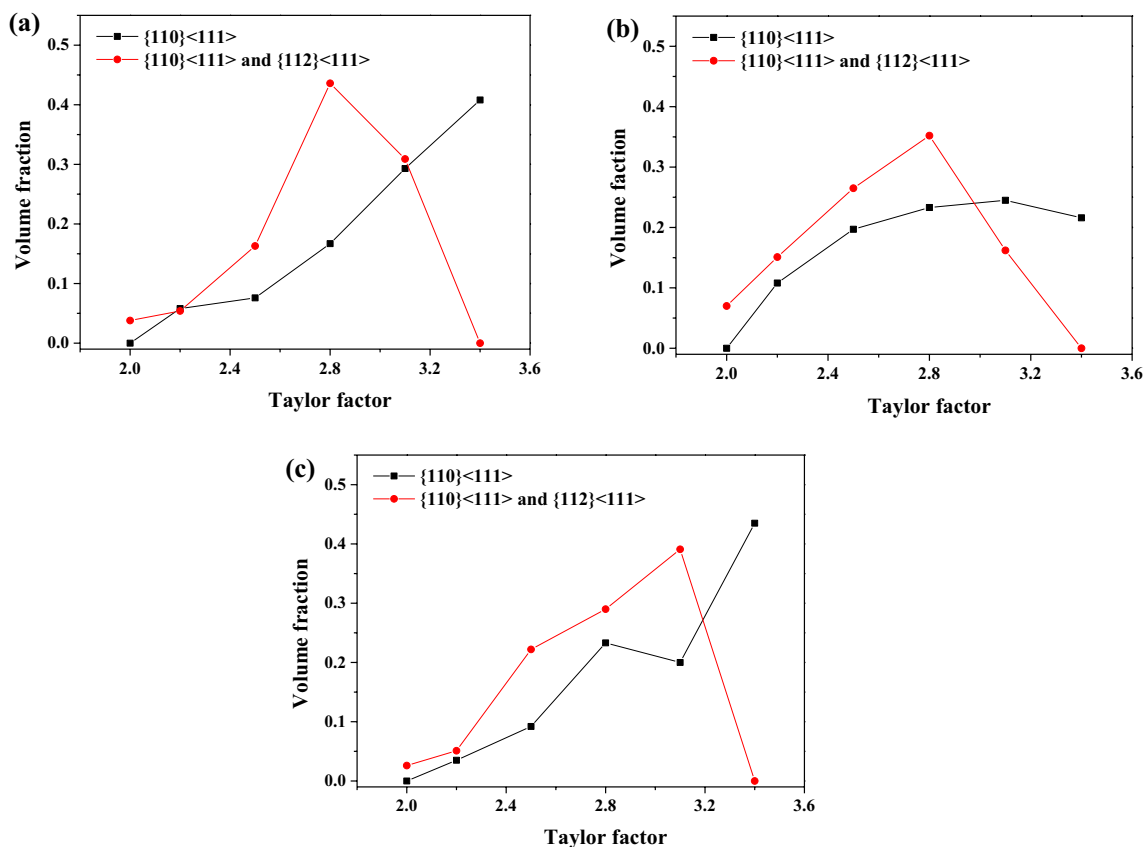 (a)
{110}<111>
{110}<111> and {112}<111>
0.5
0.4
0.3
0.2
0.1
0.0
Volume fraction
2.0 2.4 2.8 3.2 3.6
Taylor factor
(b)
{110}<111>
{110}<111> and {112}<111>
0.5
0.4
0.3
0.2
0.1
0.0
Volume faction
2.0 2.4 2.8 3.2 3.6
Taylor factor
(c)
{110}<111>
{110}<111> and {112}<111>
0.5
0.4
0.3
0.2
0.1
0.0
Volume fraction
2.0 2.4 2.8 3.2 3.6
Taylor factor